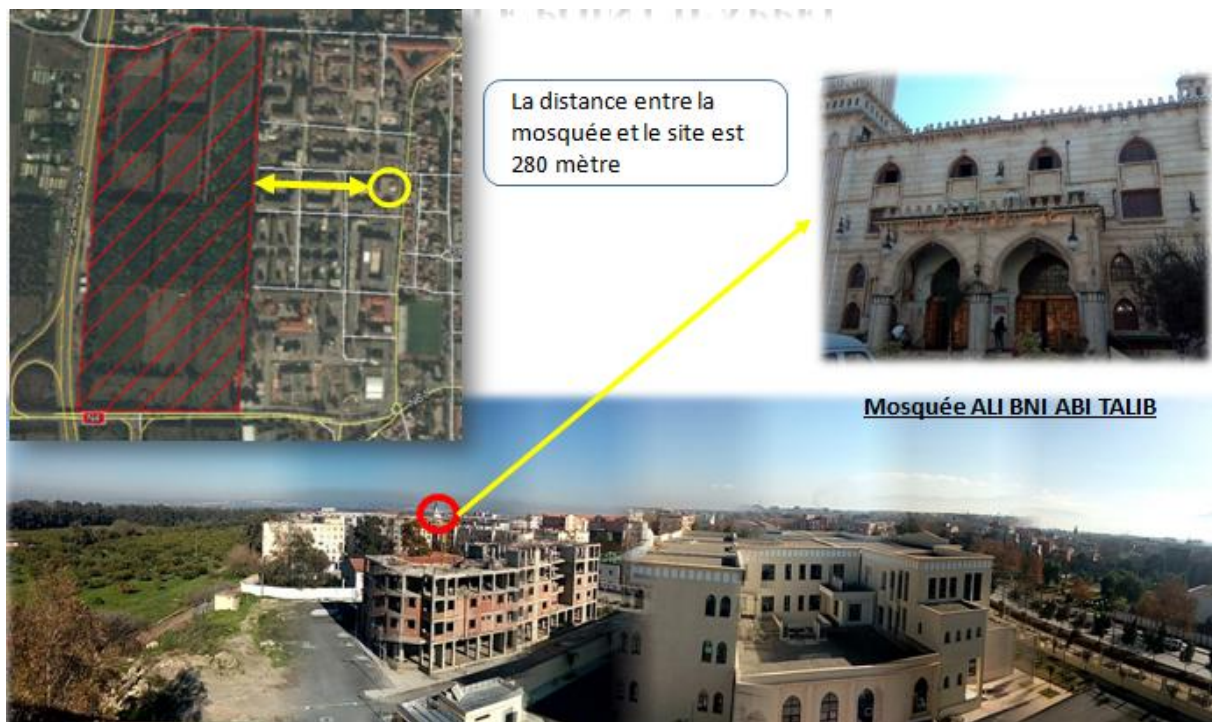 La distance entre la
mosquée et le site est
280 mètre
Mosquée ALI BNI ABI TALIB